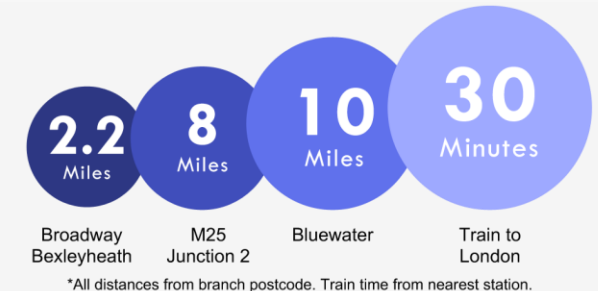 2.2
Miles
8
Miles
10
Miles
30
Minutes
Broadway
Bexleyheath
M25
Junction 2
Bluewater
Train to
London
*All distances from branch postcode. Train time from nearest station.